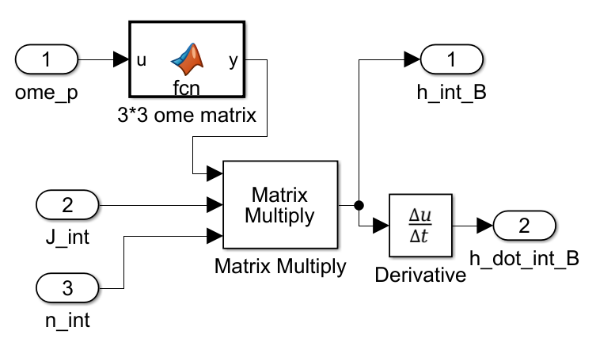 1
ome_p
u
y
fcn
3*3 ome matrix
1
h_int_B
2
J_int
Matrix
Multiply
Matrix Multiply
Δu
Δt
Derivative
2
h_dot_int_B
3
n_int